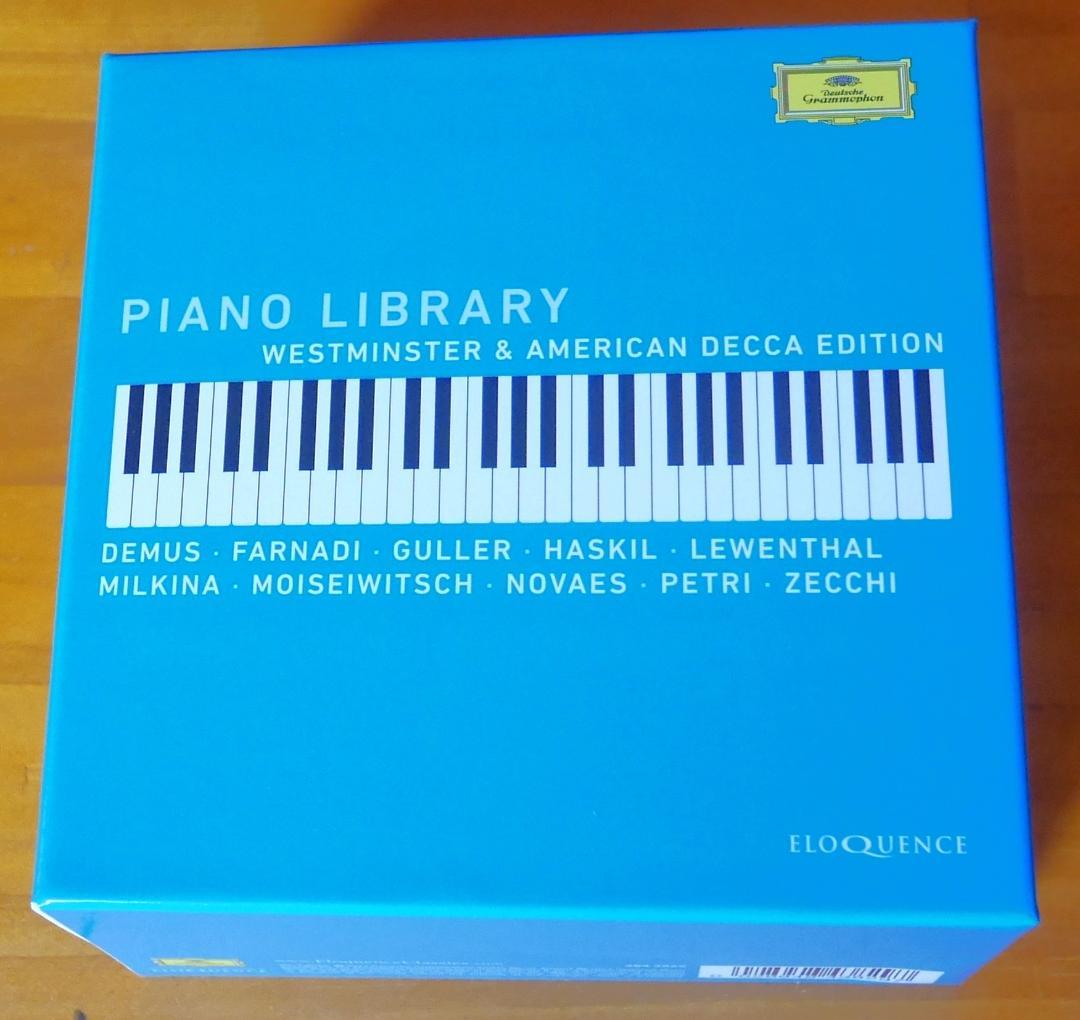 Deutsche
Grammophon
PIANO LIBRARY
WESTMINSTER & AMERICAN DECCA EDITION
DEMUS · FARNADI · GULLER · HASKIL · LEWENTHAL
MILKINA · MOISEIWITSCH · NOVAES · PETRI · ZECCHI
ELOQUENCE